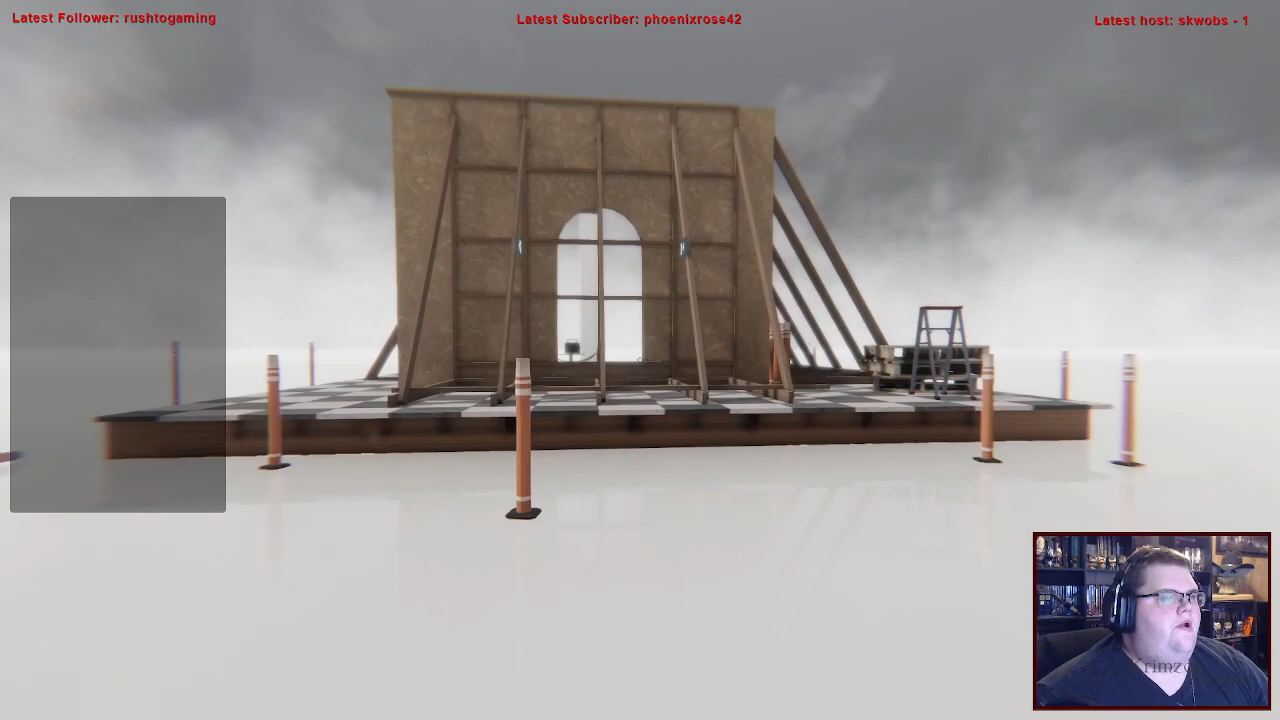 Latest Follower: rushtogaming
Latest Subscriber: phoenixrose42
Latest host: skwobs - 1